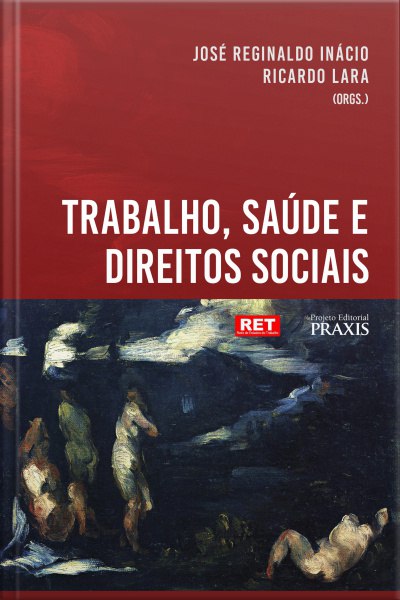 JOSÉ REGINALDO INÁCIO
RICARDO LARA
(ORGS.)
TRABALHO, SAÚDE E
DIREITOS SOCIAIS
RET
Projeto Editorial
PRAXIS